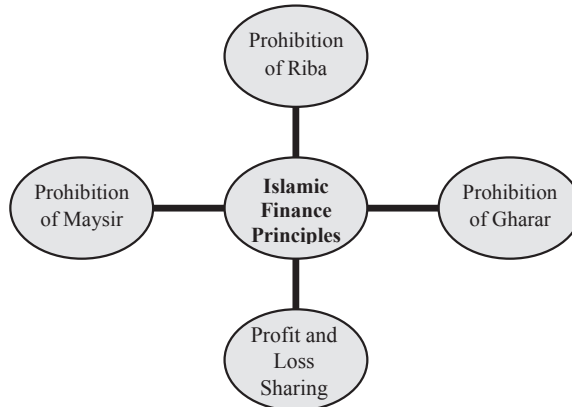 Prohibition
of Riba
Prohibition
of Maysir
Islamic
Finance
Principles
Prohibition
of Gharar
Profit and
Loss
Sharing